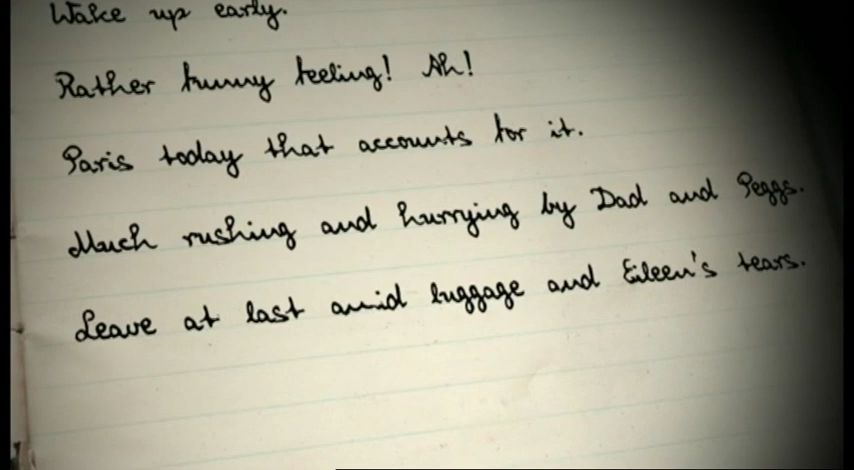 Wake up early.
Rather funny feeling! Ah!
Paris today that accounts for it.
Much rushing and hurrying by Dad and Peggs.
Leave at last amid luggage and Eileen's tears.